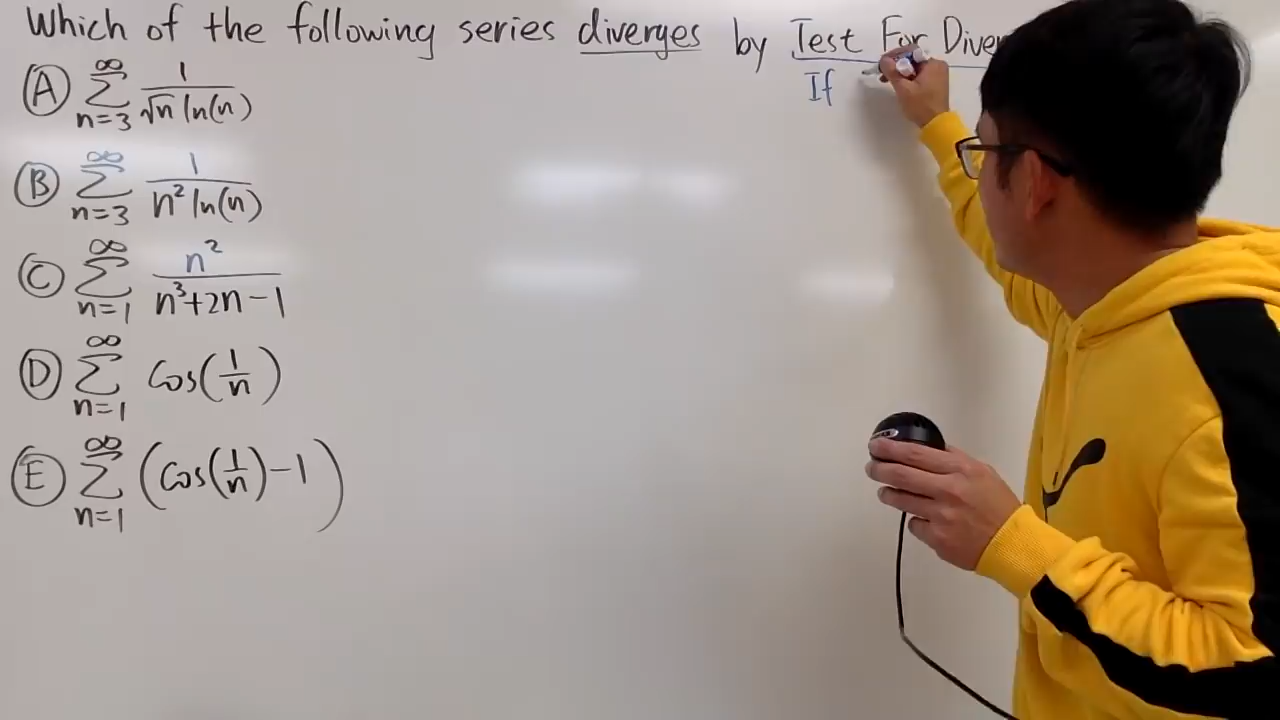 Which of the following series diverges by Test For Diver
If
(A) ∑_{n=3}^{∞} 1/(√n ln(n))
(B) ∑_{n=3}^{∞} 1/(n² ln(n))
(C) ∑_{n=1}^{∞} n²/(n³+2n-1)
(D) ∑_{n=1}^{∞} Cos(1/n)
(E) ∑_{n=1}^{∞} (Cos(1/n)-1)